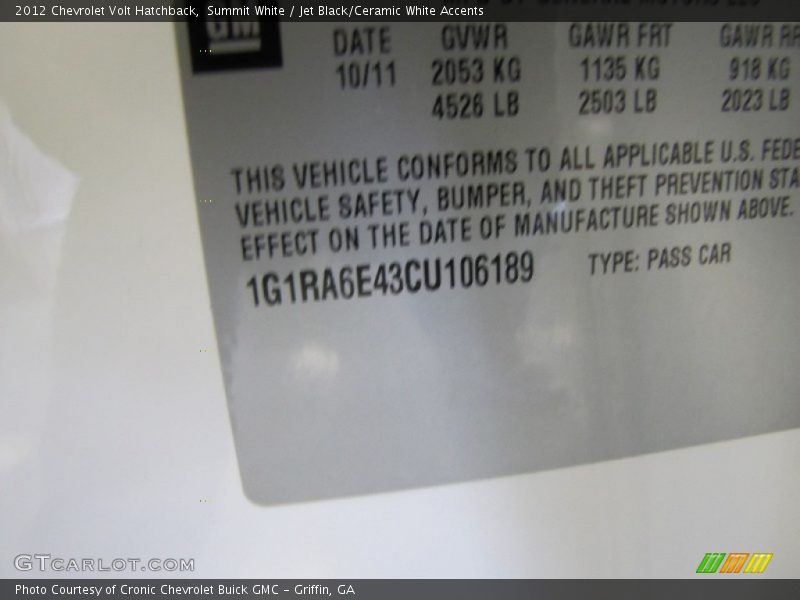 2012 Chevrolet Volt Hatchback, Summit White / Jet Black/Ceramic White Accents
GM
DATE GVWR GAWR FRT GAWR RR
10/11 2053 KG 1135 KG 918 KG
4526 LB 2503 LB 2023 LB
THIS VEHICLE CONFORMS TO ALL APPLICABLE U.S. FEDE
VEHICLE SAFETY, BUMPER, AND THEFT PREVENTION STA
EFFECT ON THE DATE OF MANUFACTURE SHOWN ABOVE.
1G1RA6E43CU106189 TYPE: PASS CAR
GTCARLOT.COM
Photo Courtesy of Cronic Chevrolet Buick GMC – Griffin, GA